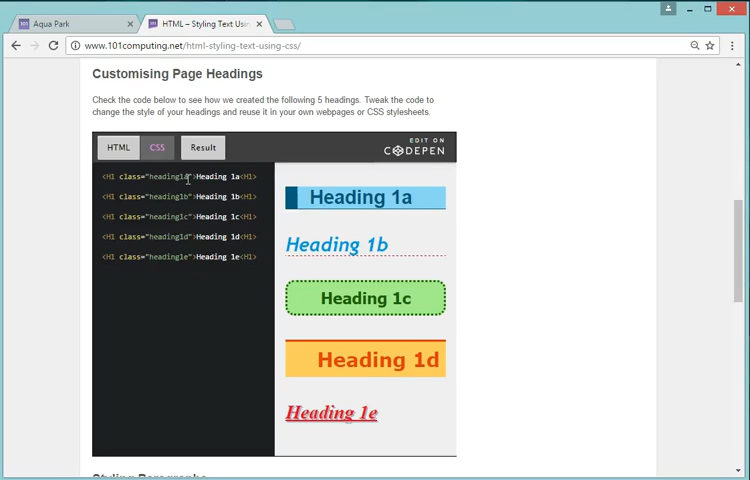 101 Aqua Park
101 HTML – Styling Text Usin
www.101computing.net/html-styling-text-using-css/
Customising Page Headings
Check the code below to see how we created the following 5 headings. Tweak the code to
change the style of your headings and reuse it in your own webpages or CSS stylesheets.
HTML CSS Result
EDIT ON
CODEPEN
<H1 class="heading1a">Heading 1a<H1>
<H1 class="heading1b">Heading 1b<H1>
<H1 class="heading1c">Heading 1c<H1>
<H1 class="heading1d">Heading 1d<H1>
<H1 class="heading1e">Heading 1e<H1>
Heading 1a
Heading 1b
Heading 1c
Heading 1d
Heading 1e
Styling Paragraphs